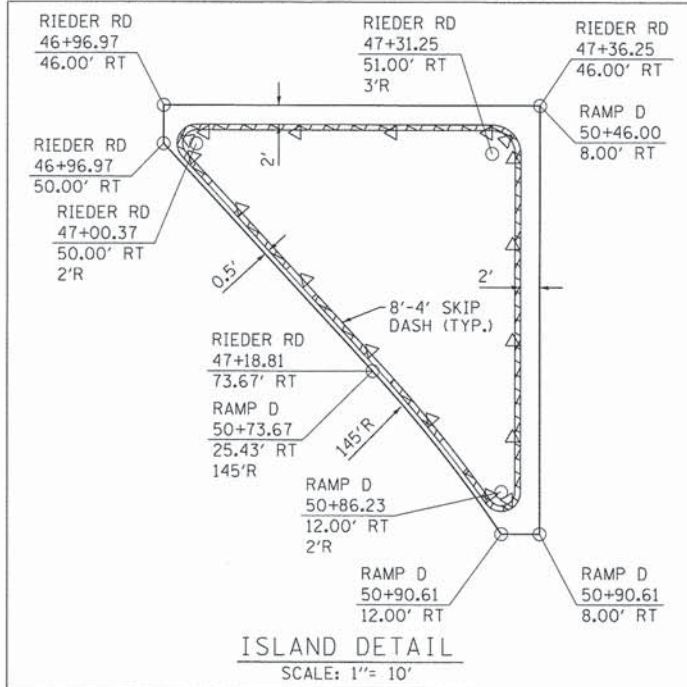 RIEDER RD
46+96.97
46.00' RT
RIEDER RD
47+31.25
51.00' RT
3'R
RIEDER RD
47+36.25
46.00' RT
RAMP D
50+46.00
8.00' RT
RIEDER RD
46+96.97
50.00' RT
2'
RIEDER RD
47+00.37
50.00' RT
2'R
0.5'
2'
8'-4' SKIP
DASH (TYP.)
RIEDER RD
47+18.81
73.67' RT
RAMP D
50+73.67
25.43' RT
145'R
145'R
RAMP D
50+86.23
12.00' RT
2'R
RAMP D
50+90.61
12.00' RT
RAMP D
50+90.61
8.00' RT
ISLAND DETAIL
SCALE: 1"= 10'